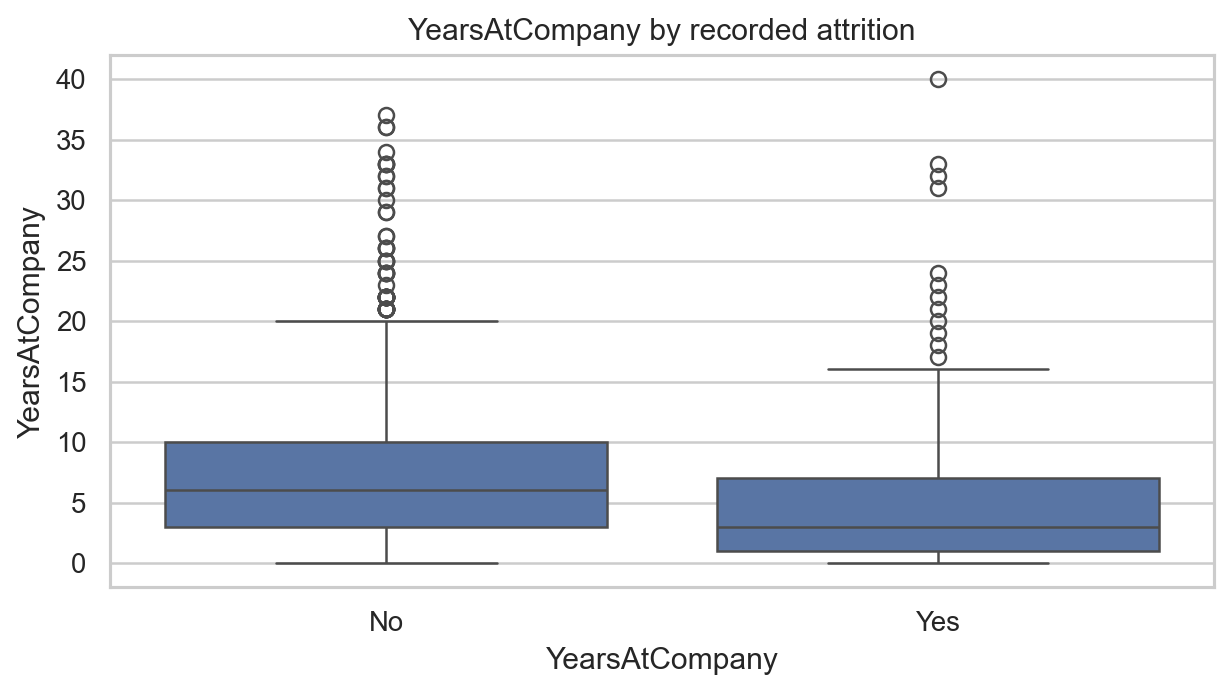 YearsAtCompany by recorded attrition
40
35
30
25
20
15
10
5
0
YearsAtCompany
No Yes
YearsAtCompany